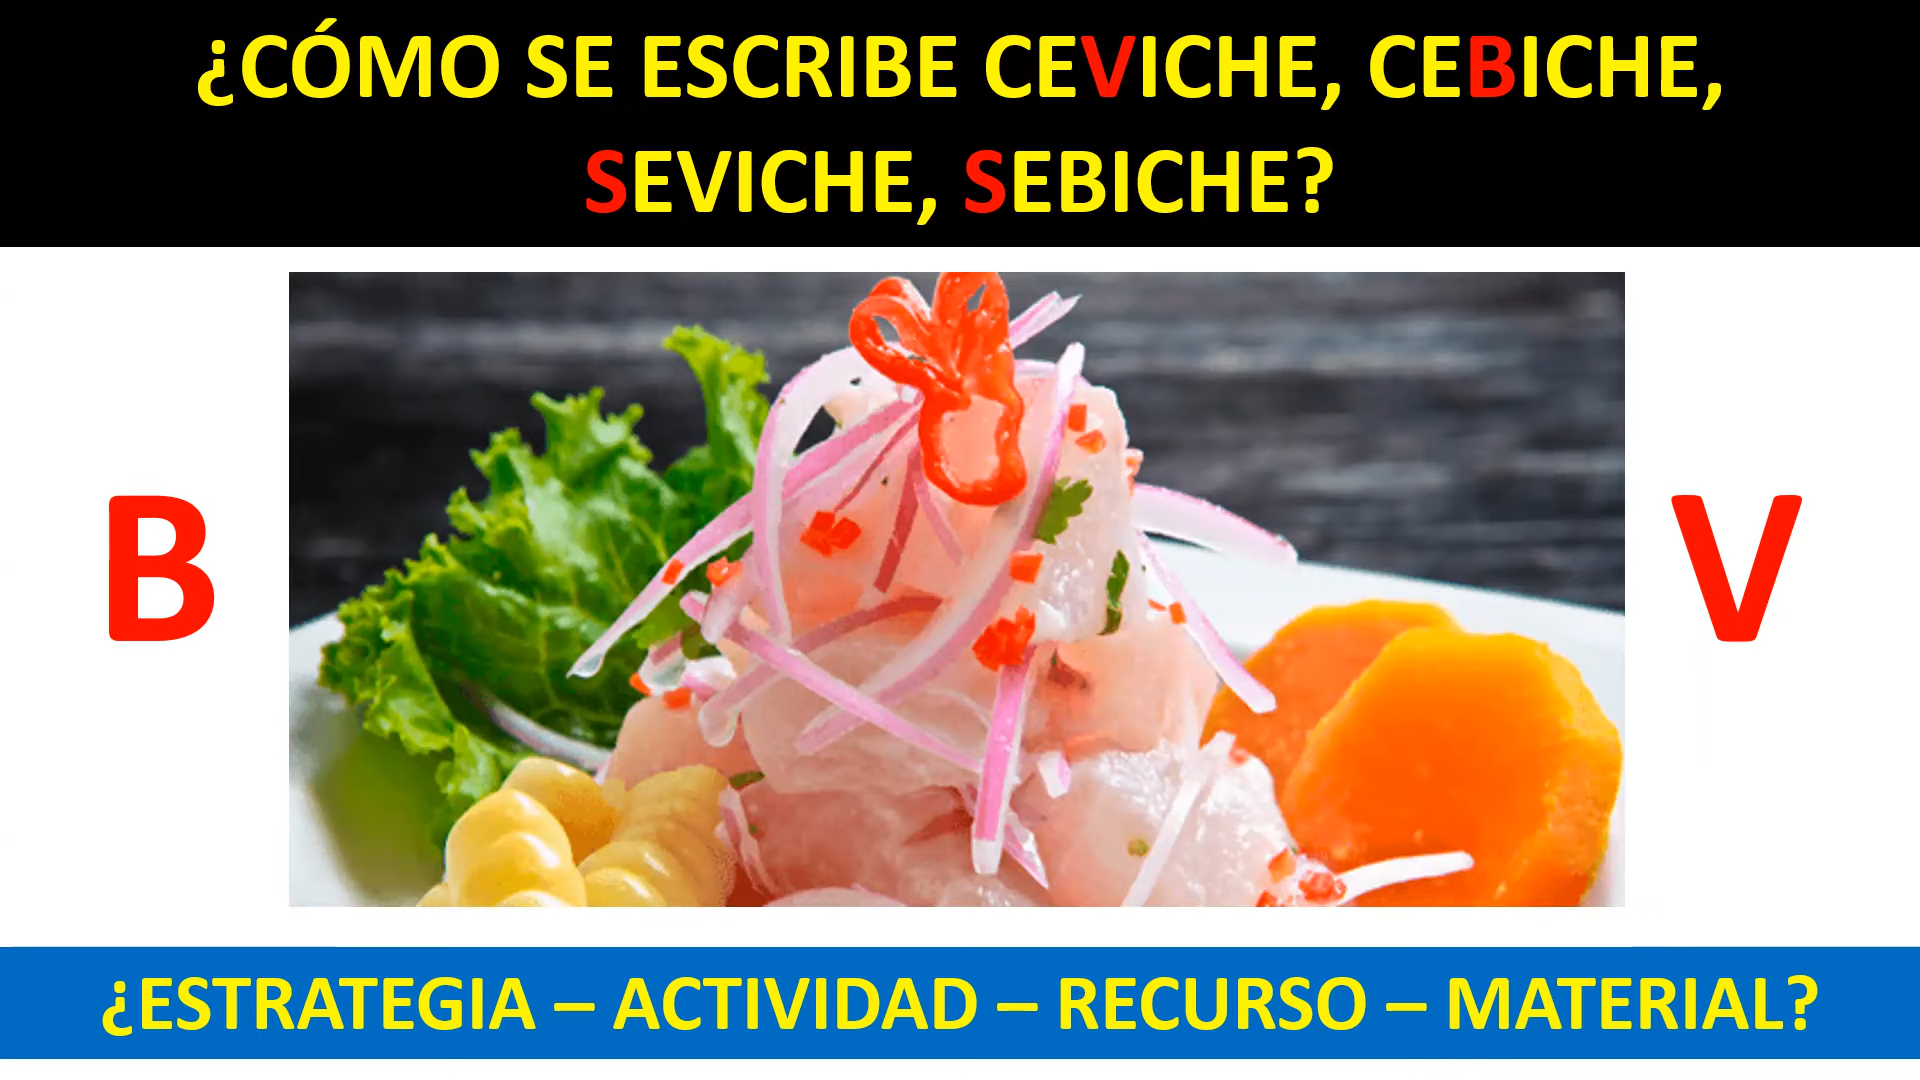 ¿CÓMO SE ESCRIBE CEVICHE, CEBICHE,
SEVICHE, SEBICHE?
B
V
¿ESTRATEGIA – ACTIVIDAD – RECURSO – MATERIAL?